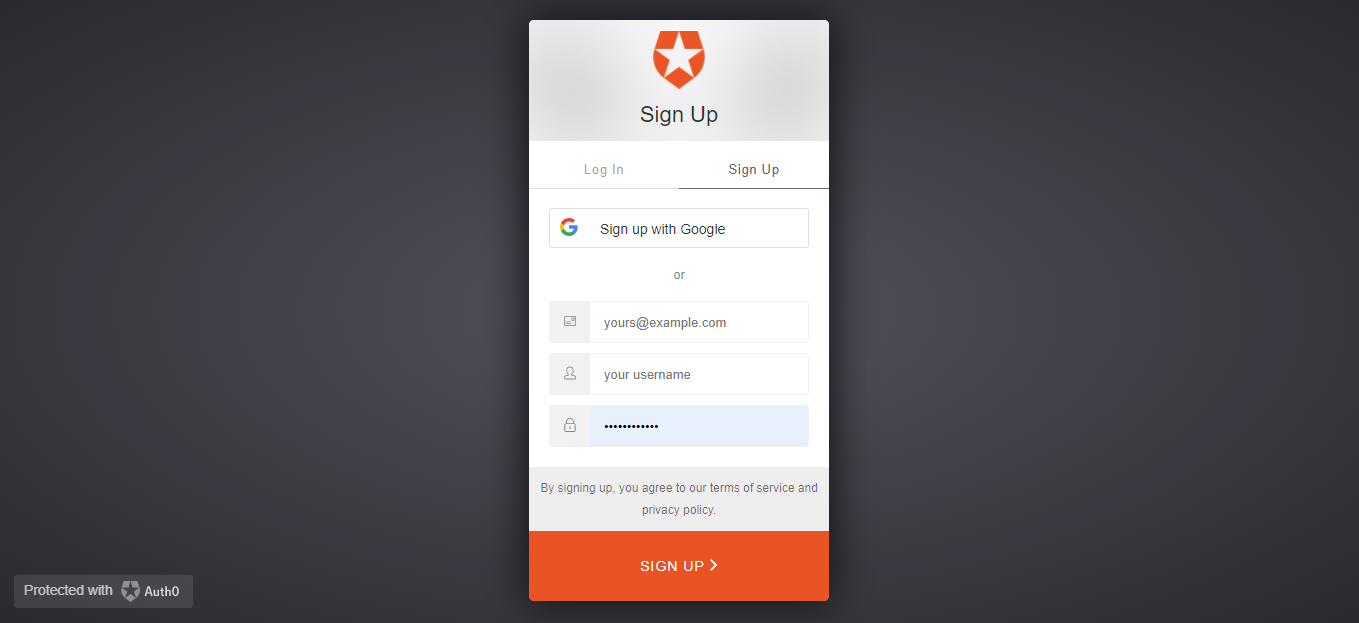 Sign Up
Log In
Sign Up
Sign up with Google
or
yours@example.com
your username
••••••••••••
By signing up, you agree to our terms of service and
privacy policy.
SIGN UP
Protected with Auth0